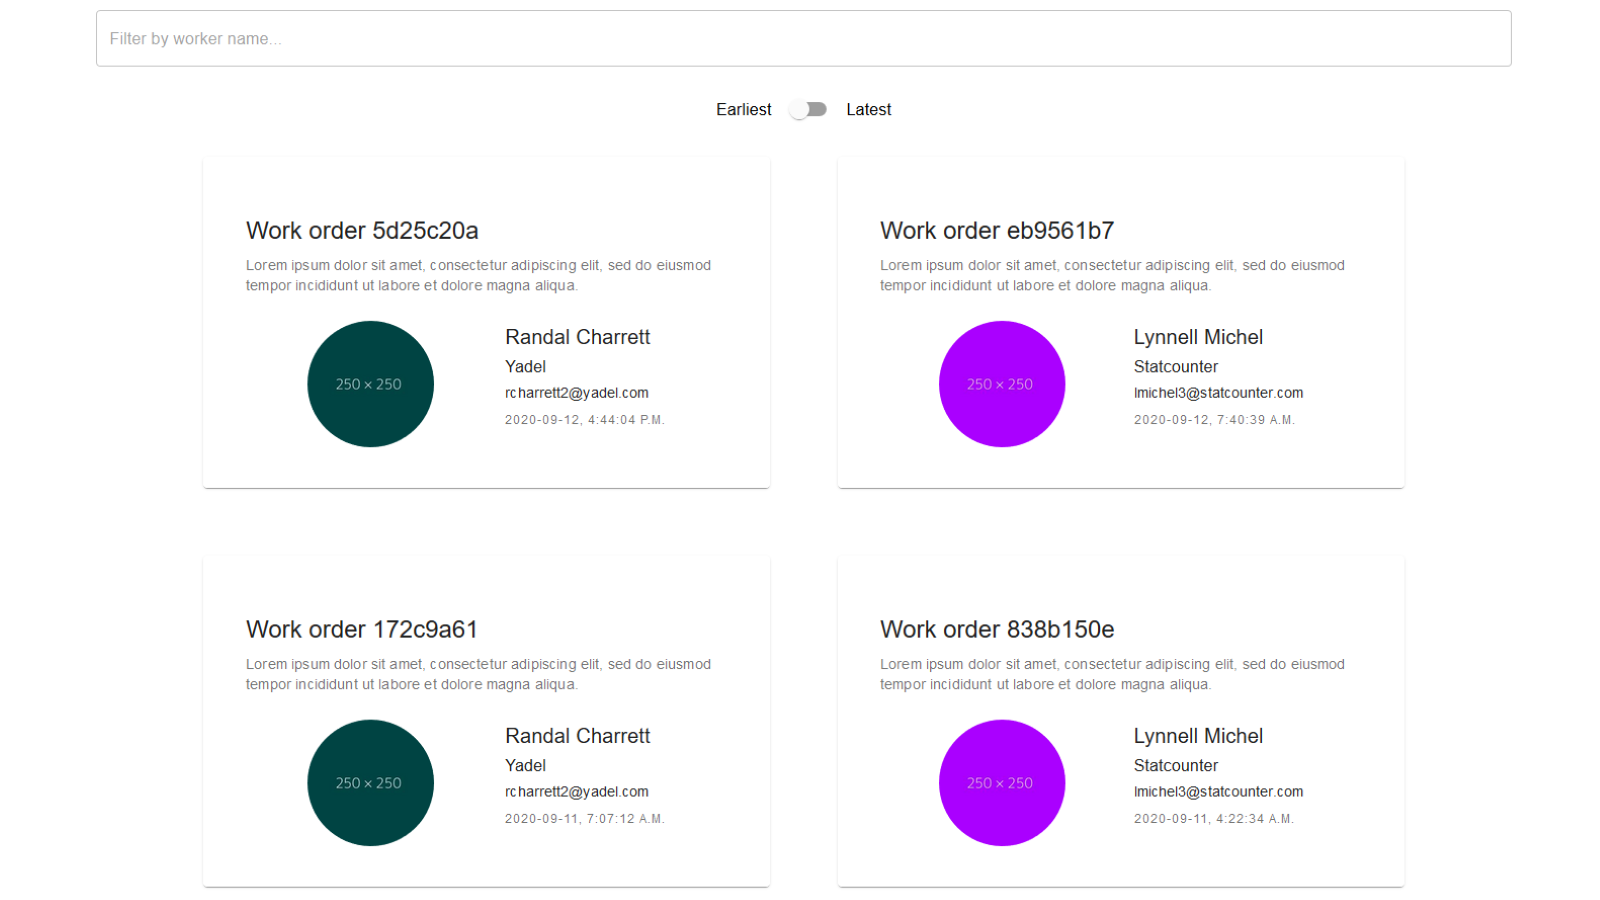 Filter by worker name...
Earliest Latest
Work order 5d25c20a
Lorem ipsum dolor sit amet, consectetur adipiscing elit, sed do eiusmod
tempor incididunt ut labore et dolore magna aliqua.
250 × 250
Randal Charrett
Yadel
rcharrett2@yadel.com
2020-09-12, 4:44:04 P.M.
Work order eb9561b7
Lorem ipsum dolor sit amet, consectetur adipiscing elit, sed do eiusmod
tempor incididunt ut labore et dolore magna aliqua.
250 × 250
Lynnell Michel
Statcounter
lmichel3@statcounter.com
2020-09-12, 7:40:39 A.M.
Work order 172c9a61
Lorem ipsum dolor sit amet, consectetur adipiscing elit, sed do eiusmod
tempor incididunt ut labore et dolore magna aliqua.
250 × 250
Randal Charrett
Yadel
rcharrett2@yadel.com
2020-09-11, 7:07:12 A.M.
Work order 838b150e
Lorem ipsum dolor sit amet, consectetur adipiscing elit, sed do eiusmod
tempor incididunt ut labore et dolore magna aliqua.
250 × 250
Lynnell Michel
Statcounter
lmichel3@statcounter.com
2020-09-11, 4:22:34 A.M.